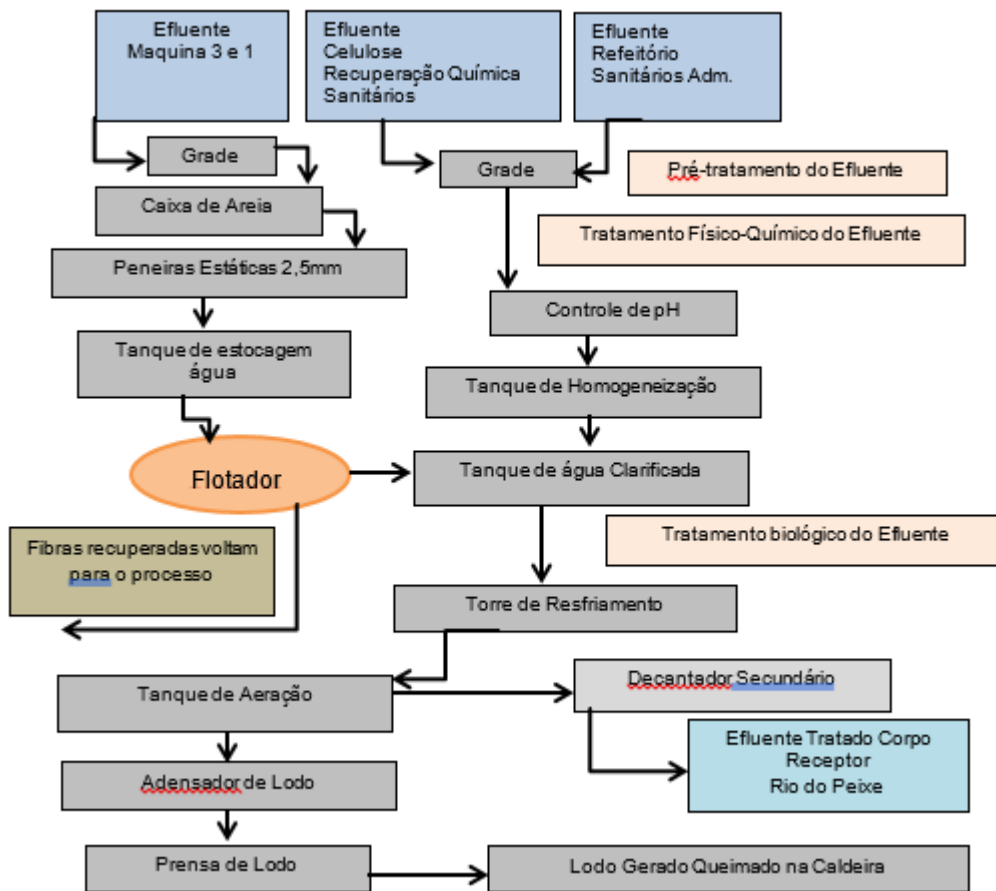 Efluente
Maquina 3 e 1
Efluente
Celulose
Recuperação Química
Sanitários
Efluente
Refeitório
Sanitários Adm.
Grade
Grade
Pré-tratamento do Efluente
Caixa de Areia
Tratamento Físico-Químico do Efluente
Peneiras Estáticas 2,5mm
Controle de pH
Tanque de estocagem
água
Tanque de Homogeneização
Flotador
Tanque de água Clarificada
Fibras recuperadas voltam
para o processo
Tratamento biológico do Efluente
Torre de Resfriamento
Tanque de Aeração
Decantador Secundário
Efluente Tratado Corpo
Receptor
Rio do Peixe
Adensador de Lodo
Prensa de Lodo
Lodo Gerado Queimado na Caldeira